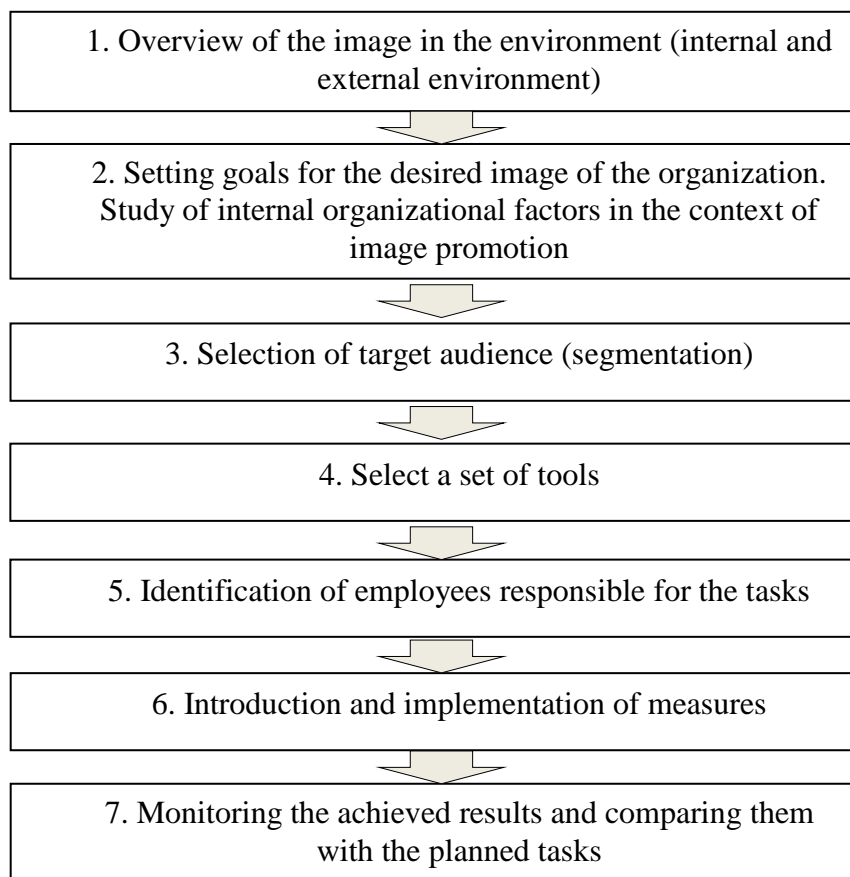 1. Overview of the image in the environment (internal and
external environment)
2. Setting goals for the desired image of the organization.
Study of internal organizational factors in the context of
image promotion
3. Selection of target audience (segmentation)
4. Select a set of tools
5. Identification of employees responsible for the tasks
6. Introduction and implementation of measures
7. Monitoring the achieved results and comparing them
with the planned tasks